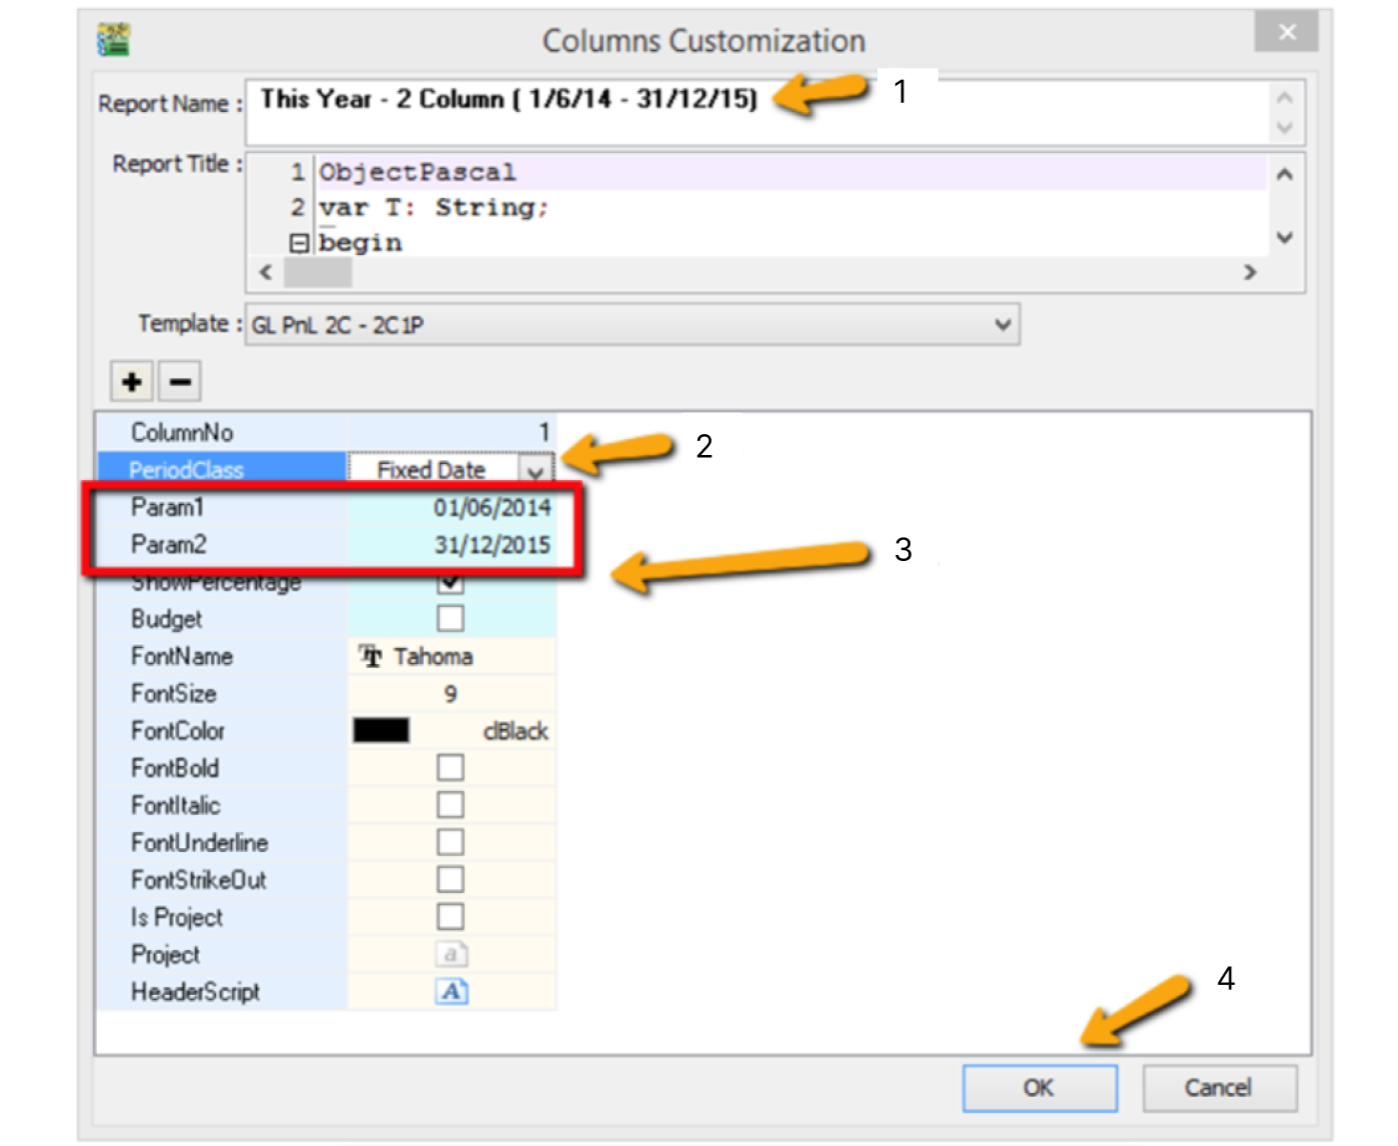 Columns Customization
Report Name : This Year - 2 Column ( 1/6/14 - 31/12/15) 1
Report Title : 1 ObjectPascal
2 var T: String;
begin
Template : GL PnL 2C - 2C1P
ColumnNo 1
2
PeriodClass Fixed Date
Param1 01/06/2014
Param2 31/12/2015
3
ShowPercentage
Budget
FontName Tahoma
FontSize 9
FontColor clBlack
FontBold
FontItalic
FontUnderline
FontStrikeOut
Is Project
Project a
HeaderScript A
4
OK Cancel